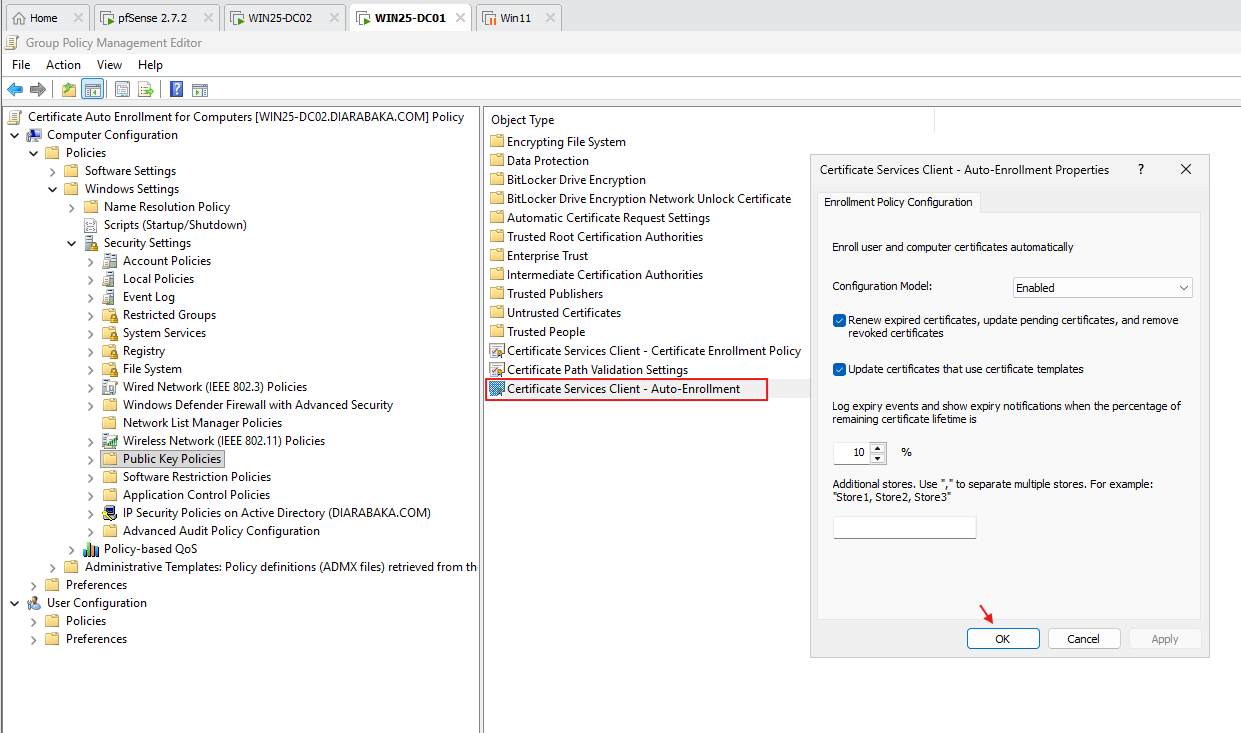 Home
pfSense 2.7.2
WIN25-DC02
WIN25-DC01
Win11
Group Policy Management Editor
File Action View Help
Certificate Auto Enrollment for Computers [WIN25-DC02.DIARABAKA.COM] Policy
Computer Configuration
Policies
Software Settings
Windows Settings
Name Resolution Policy
Scripts (Startup/Shutdown)
Security Settings
Account Policies
Local Policies
Event Log
Restricted Groups
System Services
Registry
File System
Wired Network (IEEE 802.3) Policies
Windows Defender Firewall with Advanced Security
Network List Manager Policies
Wireless Network (IEEE 802.11) Policies
Public Key Policies
Software Restriction Policies
Application Control Policies
IP Security Policies on Active Directory (DIARABAKA.COM)
Advanced Audit Policy Configuration
Policy-based QoS
Administrative Templates: Policy definitions (ADMX files) retrieved from th
Preferences
User Configuration
Policies
Preferences
Object Type
Encrypting File System
Data Protection
BitLocker Drive Encryption
BitLocker Drive Encryption Network Unlock Certificate
Automatic Certificate Request Settings
Trusted Root Certification Authorities
Enterprise Trust
Intermediate Certification Authorities
Trusted Publishers
Untrusted Certificates
Trusted People
Certificate Services Client - Certificate Enrollment Policy
Certificate Path Validation Settings
Certificate Services Client - Auto-Enrollment
Certificate Services Client - Auto-Enrollment Properties ?
Enrollment Policy Configuration
Enroll user and computer certificates automatically
Configuration Model: Enabled
Renew expired certificates, update pending certificates, and remove
revoked certificates
Update certificates that use certificate templates
Log expiry events and show expiry notifications when the percentage of
remaining certificate lifetime is
10 %
Additional stores. Use "," to separate multiple stores. For example:
"Store1, Store2, Store3"
OK Cancel Apply